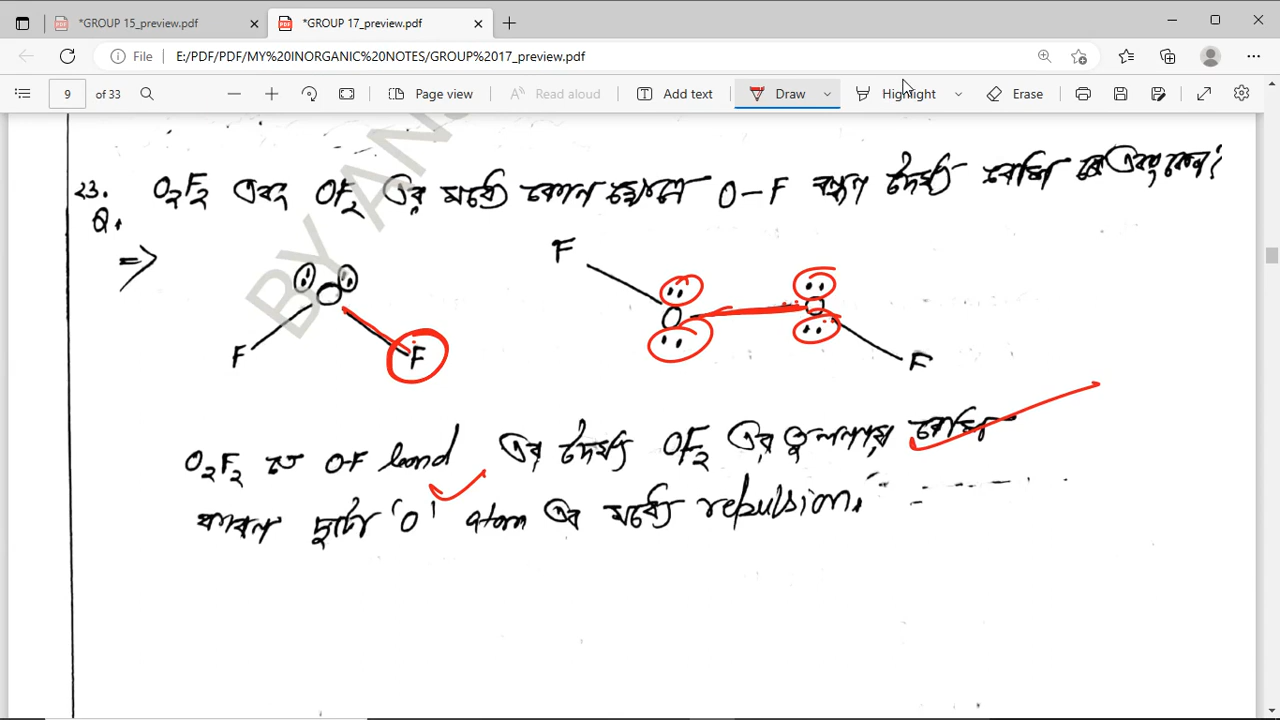 *GROUP 15_preview.pdf
*GROUP 17_preview.pdf
File E:/PDF/PDF/MY%20INORGANIC%20NOTES/GROUP%2017_preview.pdf
9 of 33 Page view Read aloud Add text Draw Highlight Erase
23. O₂F₂ এবং OF₂ এর মধ্যে কোন ক্ষেত্রে O-F বন্ধন দৈর্ঘ্য বেশি এবং কেন?
Q.
BY
=>
F
O O
O
F F
F
O₂F₂ তে O-F bond এর দৈর্ঘ্য OF₂ এর তুলনায় বেশি
কারণ দুটো 'O' atom এর মধ্যে repulsion.